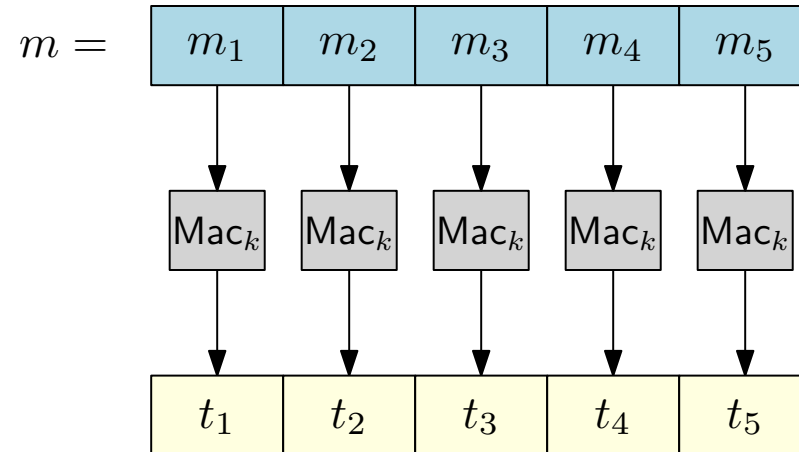 m = m₁ m₂ m₃ m₄ m₅
Macₖ Macₖ Macₖ Macₖ Macₖ
t₁ t₂ t₃ t₄ t₅